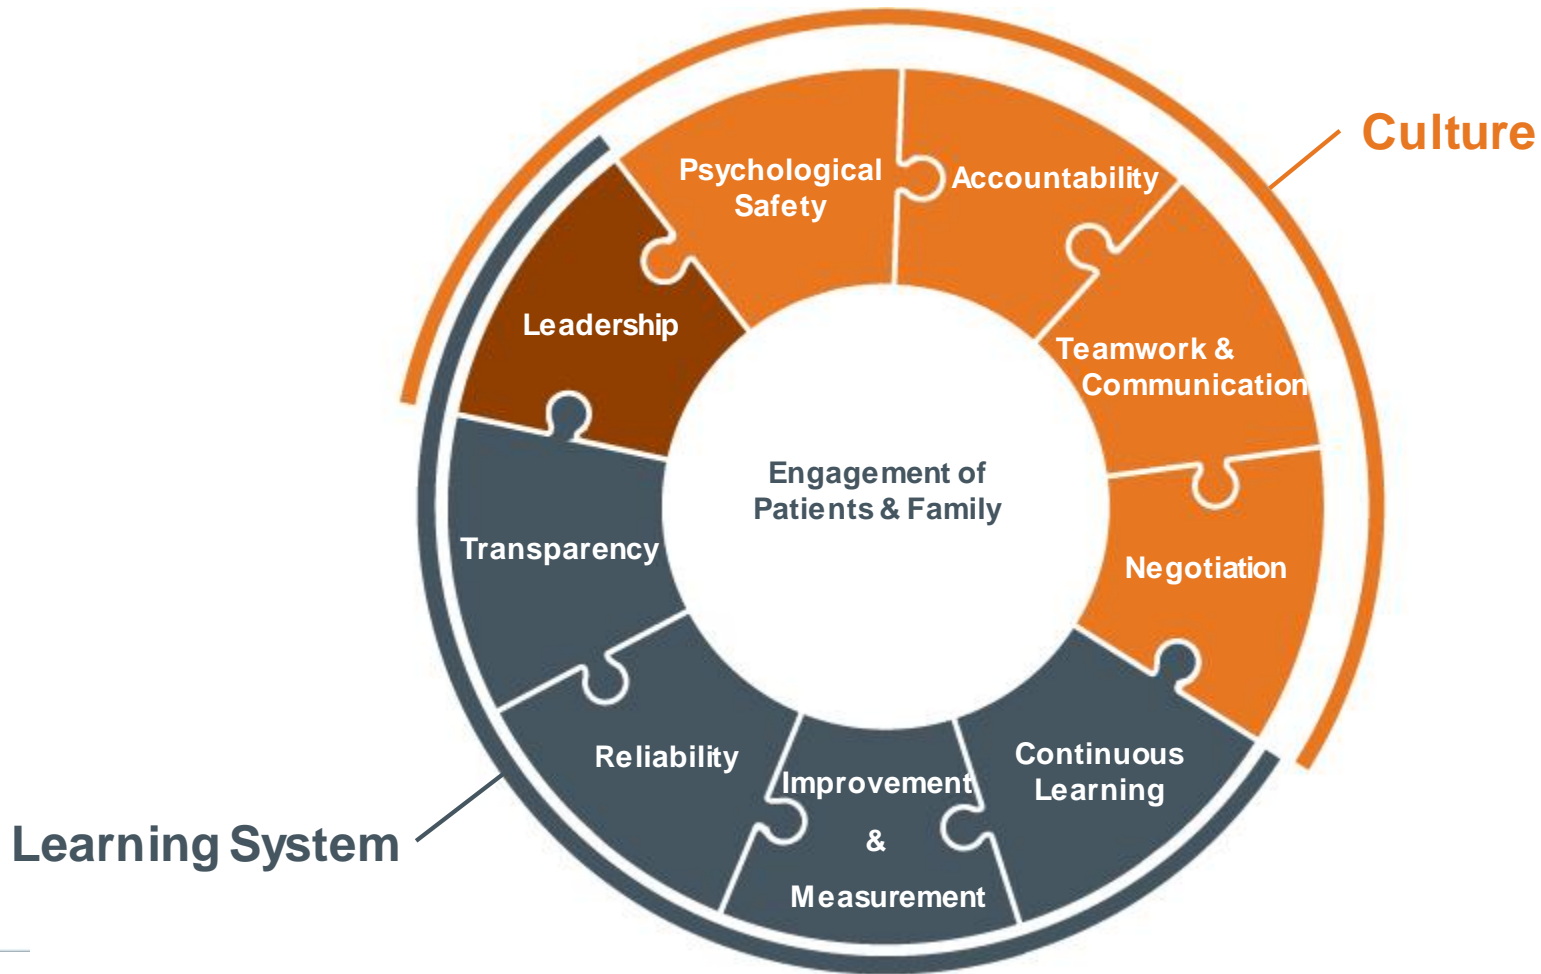 Culture
Psychological
Safety
Accountability
Leadership
Teamwork &
Communication
Engagement of
Patients & Family
Transparency
Negotiation
Reliability
Improvement
&
Measurement
Continuous
Learning
Learning System